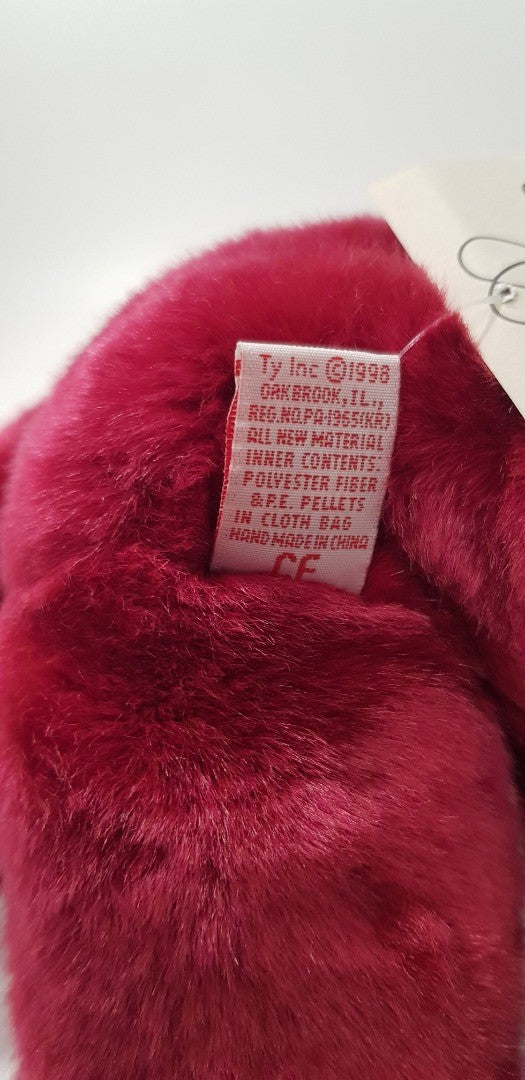 Ty Inc ©1998
OAKBROOK, IL.,
REG.NO.PA.1965(KR)
ALL NEW MATERIAL
INNER CONTENTS:
POLYESTER FIBER
& P.E. PELLETS
IN CLOTH BAG
HAND MADE IN CHINA
CE